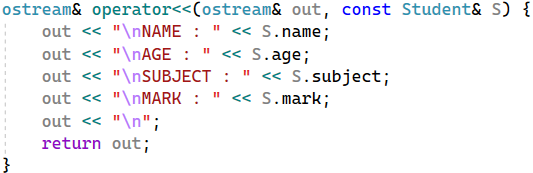 ostream& operator<<(ostream& out, const Student& S) {
    out << "\nNAME : " << S.name;
    out << "\nAGE : " << S.age;
    out << "\nSUBJECT : " << S.subject;
    out << "\nMARK : " << S.mark;
    out << "\n";
    return out;
}